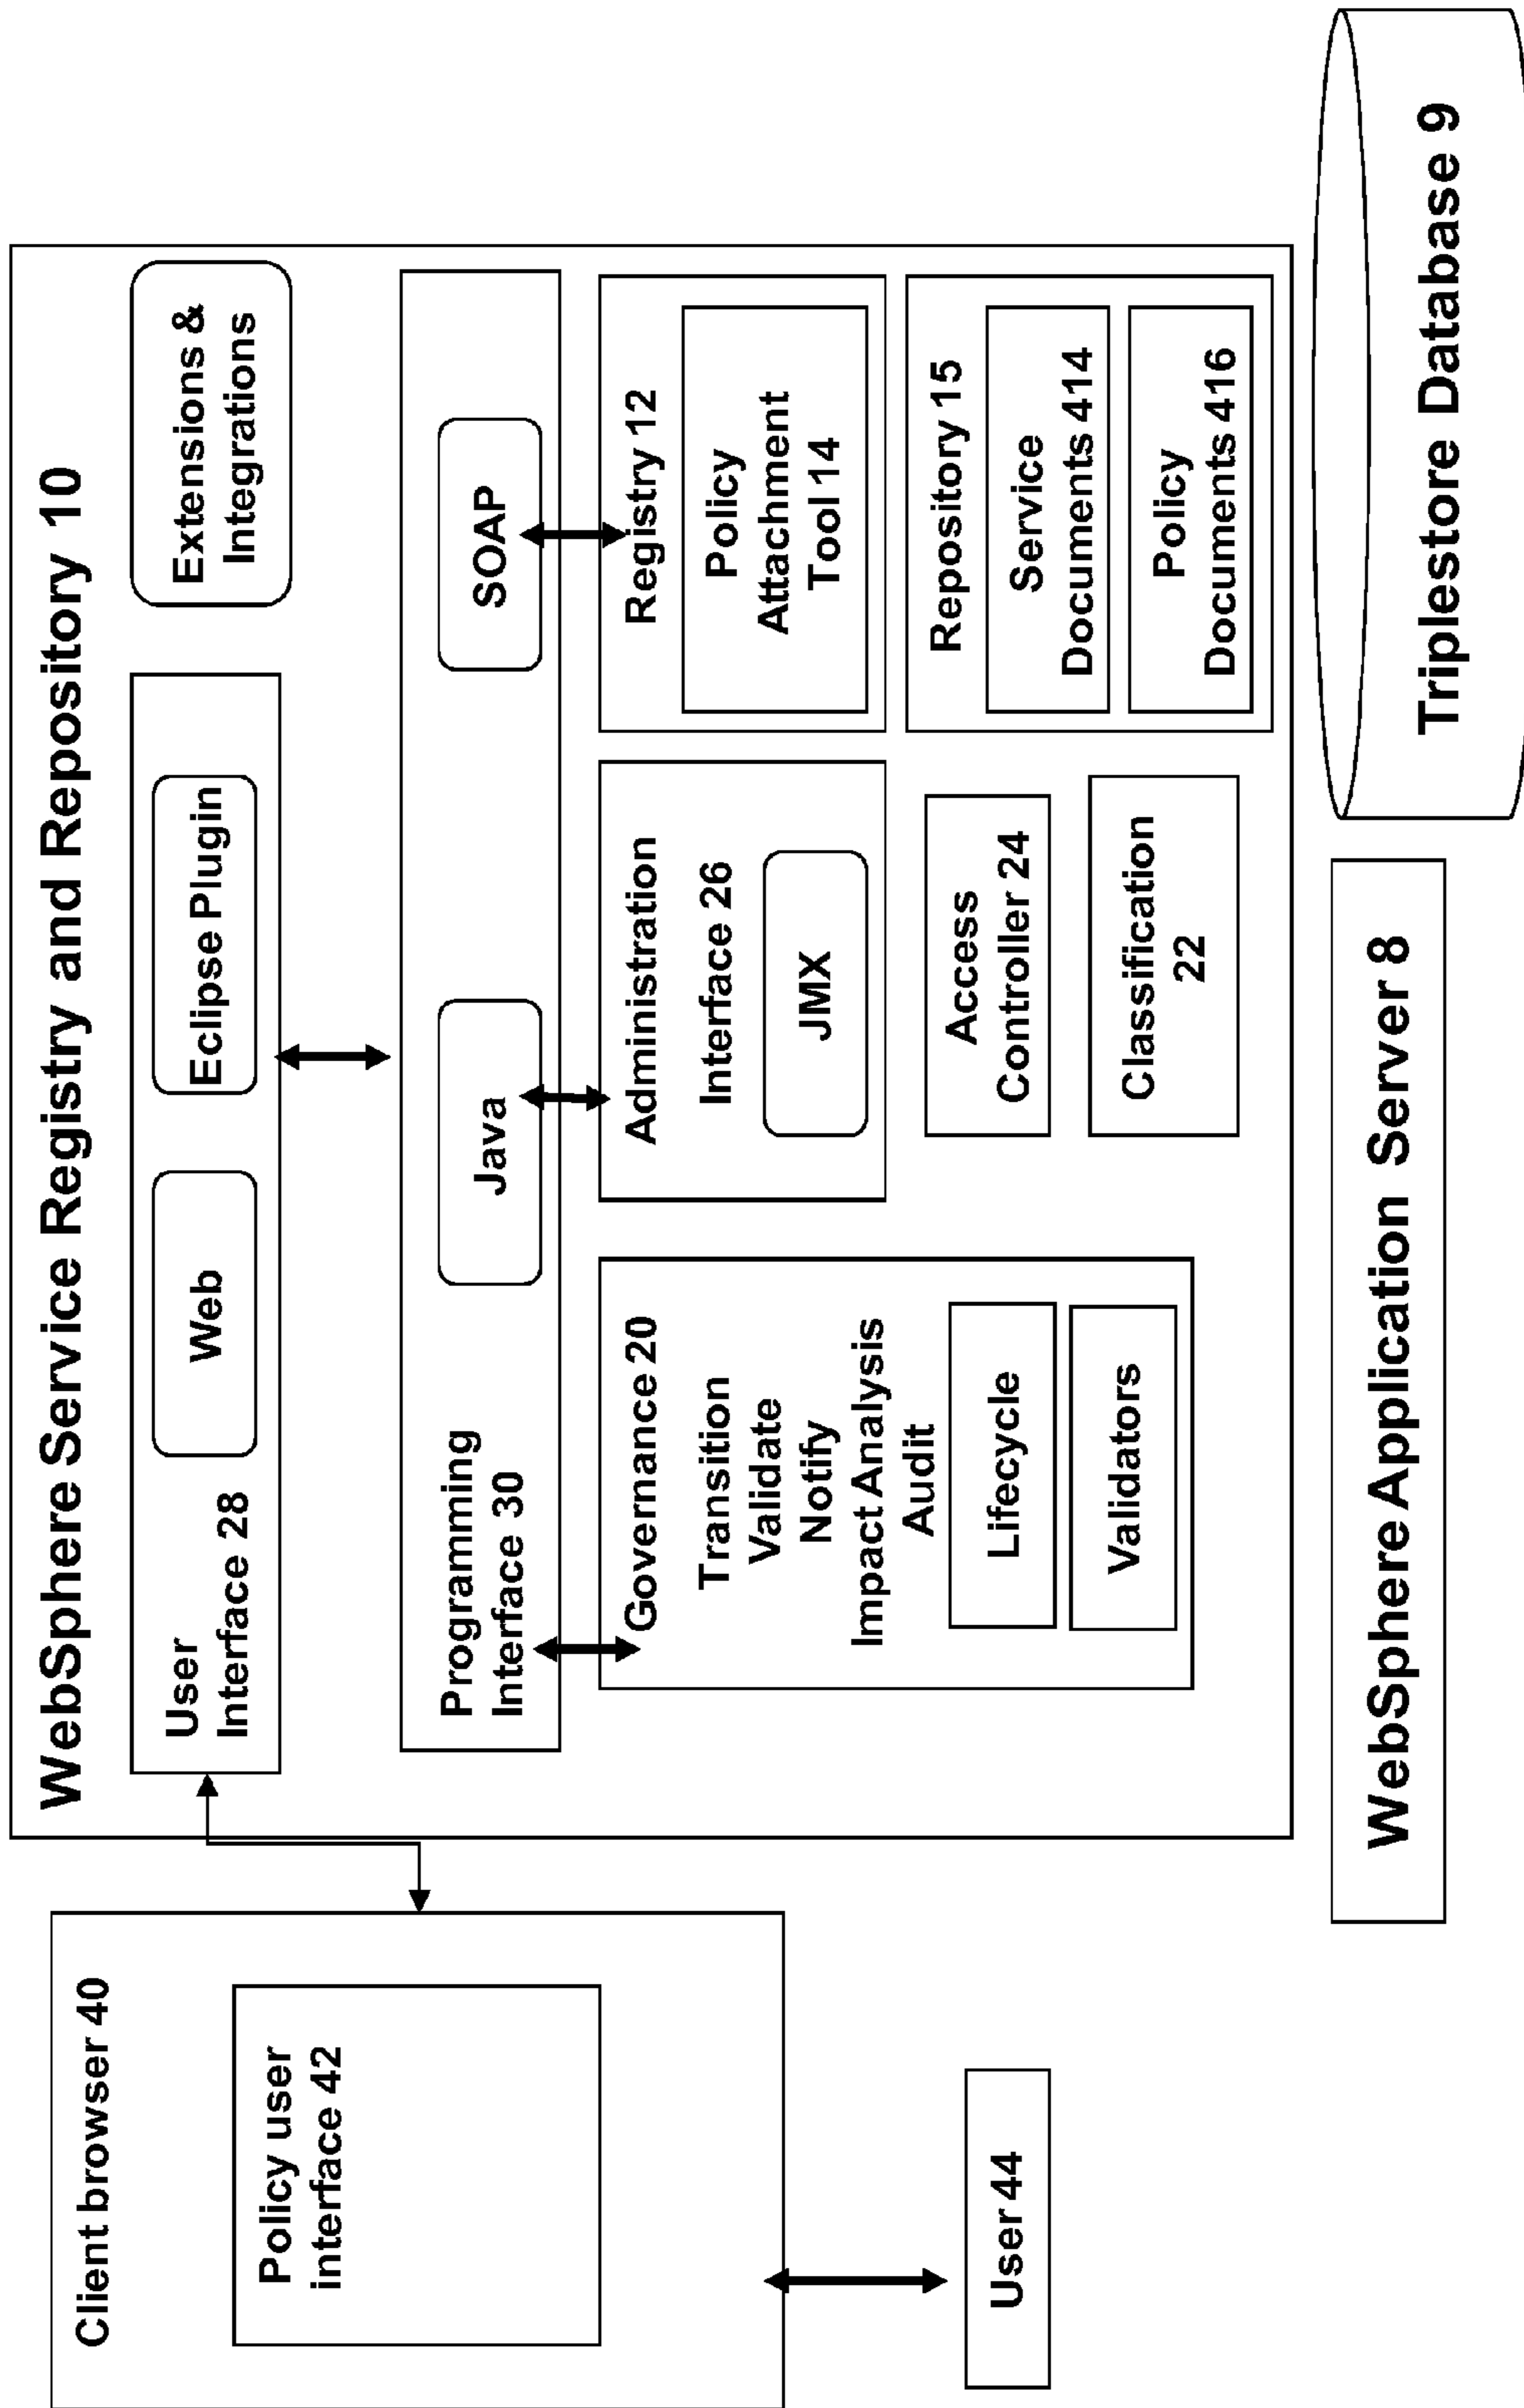 WebSphere Service Registry and Repository 10
Client browser 40
Policy user
interface 42
User 44
User
Interface 28
Web
Eclipse Plugin
Extensions &
Integrations
Programming
Interface 30
Java
SOAP
Governance 20
Transition
Validate
Notify
Impact Analysis
Audit
Lifecycle
Validators
Administration
Interface 26
JMX
Access
Controller 24
Classification
22
Registry 12
Policy
Attachment
Tool 14
Repository 15
Service
Documents 414
Policy
Documents 416
WebSphere Application Server 8
Triplestore Database 9